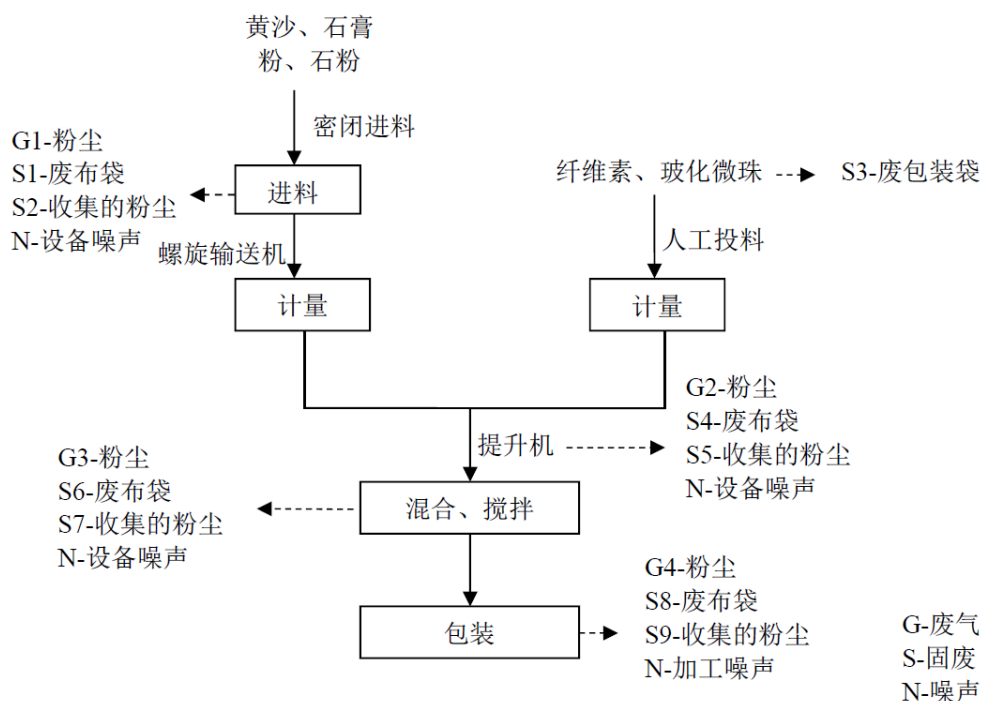 黄沙、石膏
粉、石粉
密闭进料
G1-粉尘
S1-废布袋
S2-收集的粉尘
N-设备噪声
进料
纤维素、玻化微珠
S3-废包装袋
螺旋输送机
人工投料
计量
计量
G2-粉尘
S4-废布袋
S5-收集的粉尘
N-设备噪声
提升机
G3-粉尘
S6-废布袋
S7-收集的粉尘
N-设备噪声
混合、搅拌
G4-粉尘
S8-废布袋
S9-收集的粉尘
N-加工噪声
包装
G-废气
S-固废
N-噪声